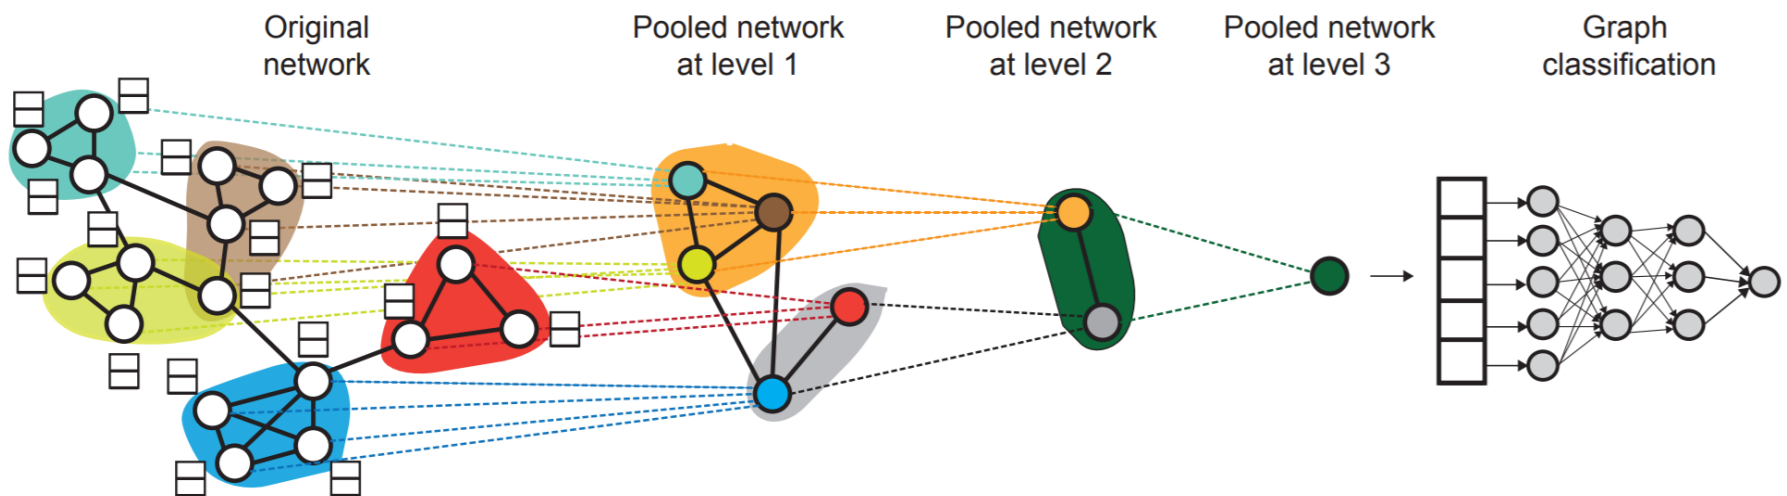 Original
network
Pooled network
at level 1
Pooled network
at level 2
Pooled network
at level 3
Graph
classification